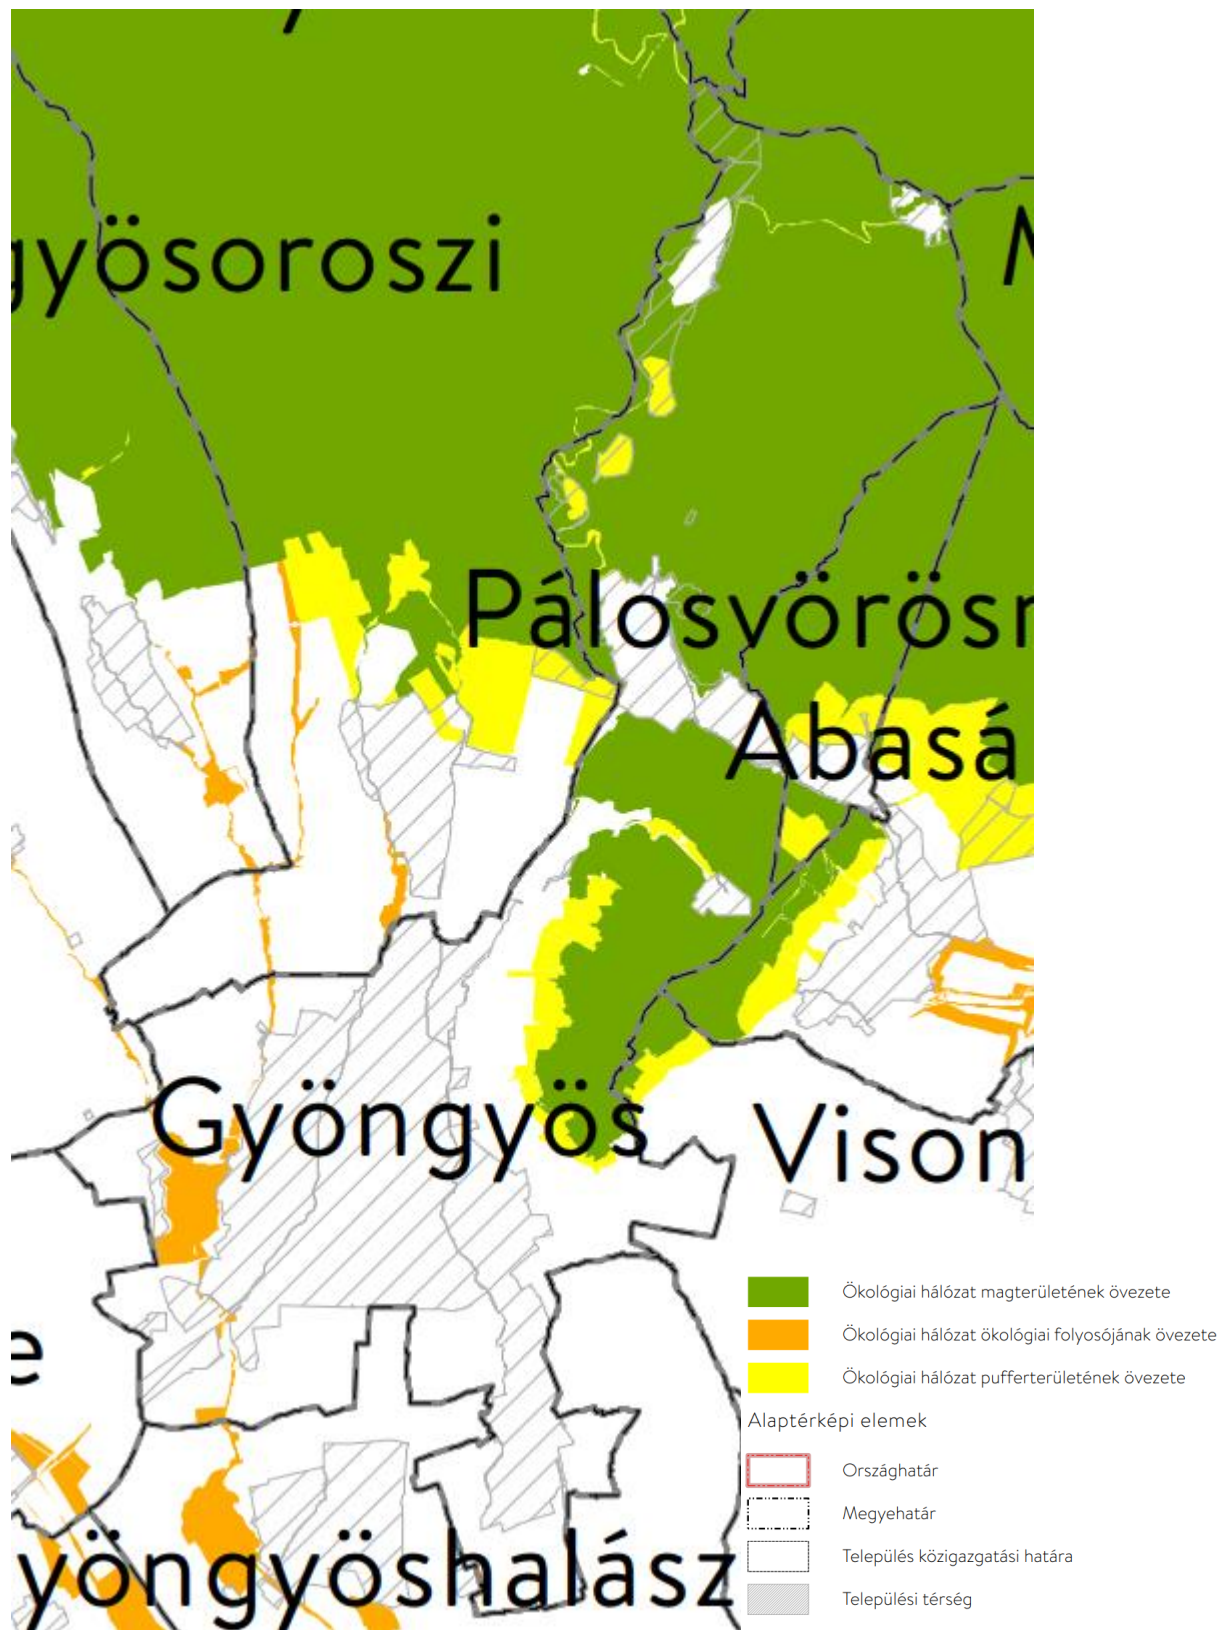 gyösoroszi
M
Pálosvörösm
Abasá
Gyöngyös
Vison
e
yöngyöshalász
Ökológiai hálózat magterületének övezete
Ökológiai hálózat ökológiai folyosójának övezete
Ökológiai hálózat pufferterületének övezete
Alaptérképi elemek
Országhatár
Megyehatár
Település közigazgatási határa
Települési térség